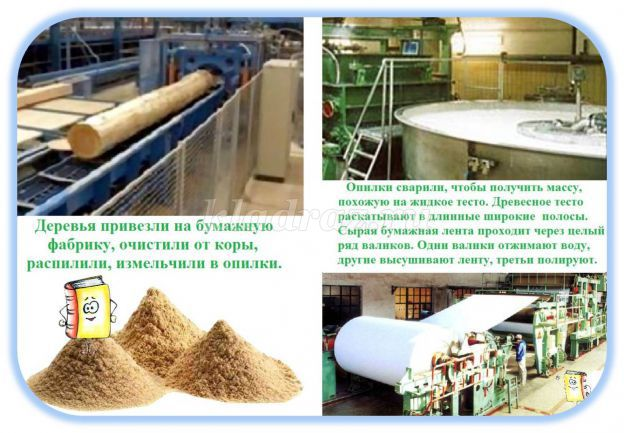 Деревья привезли на бумажную
фабрику, очистили от коры,
распилили, измельчили в опилки.
Опилки сварили, чтобы получить массу,
похожую на жидкое тесто. Древесное тесто
раскатывают в длинные широкие полосы.
Сырая бумажная лента проходит через целый
ряд валиков. Одни валики отжимают воду,
другие высушивают ленту, третьи полируют.